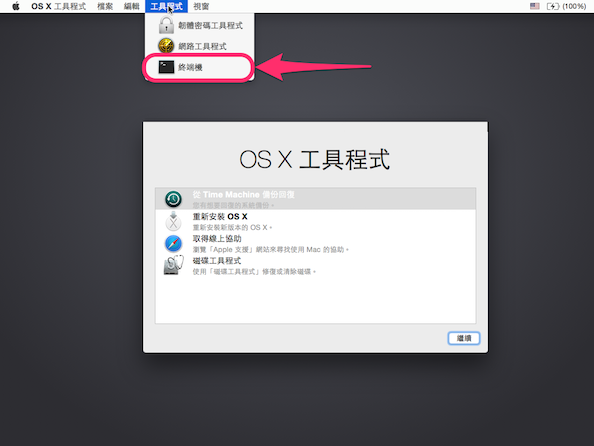 OS X 工具程式 檔案 編輯 工具程式 視窗 (100%)
韌體密碼工具程式
網路工具程式
終端機
OS X 工具程式
從 Time Machine 備份回復
您有想要回復的系統備份。
重新安裝 OS X
重新安裝新版本的 OS X。
取得線上協助
瀏覽「Apple 支援」網站來尋找使用 Mac 的協助。
磁碟工具程式
使用「磁碟工具程式」修復或清除磁碟。
繼續